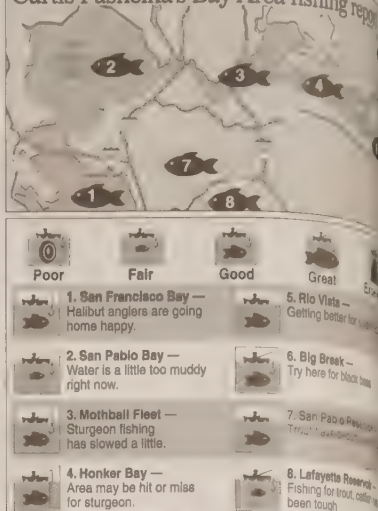 Curtis Pashelka's Bay Area fishing report
2
3
4
7
1
8
Poor
Fair
Good
Great
1. San Francisco Bay —
Halibut anglers are going
home happy.
2. San Pablo Bay —
Water is a little too muddy
right now.
3. Mothball Fleet —
Sturgeon fishing
has slowed a little.
4. Honker Bay —
Area may be hit or miss
for sturgeon.
5. Rio Vista —
Getting better for
6. Big Break —
Try here for black bass
7. San Pablo
8. Lafayette Reservoir —
Fishing for trout,
been tough